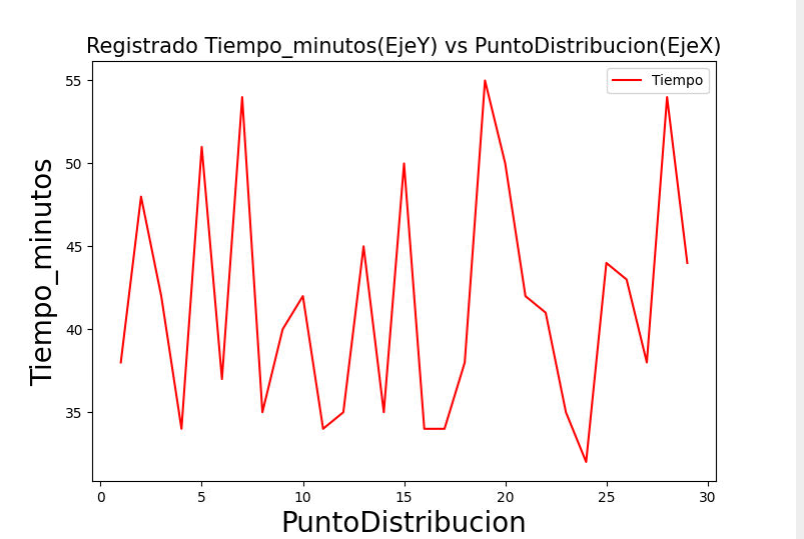 Registrado Tiempo_minutos(EjeY) vs PuntoDistribucion(EjeX)
Tiempo
55
50
45
40
35
Tiempo_minutos
0 5 10 15 20 25 30
PuntoDistribucion